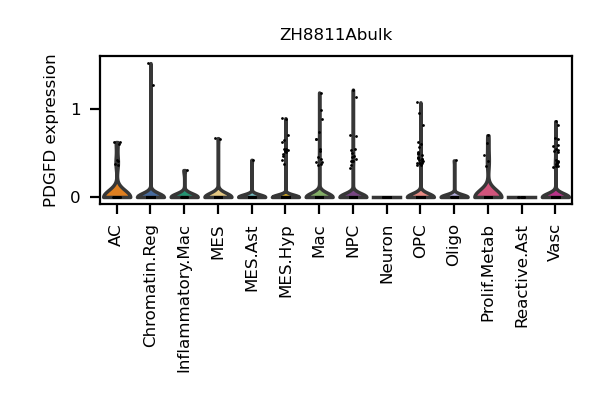 ZH8811Abulk
PDGFD expression
1
0
AC
Chromatin.Reg
Inflammatory.Mac
MES
MES.Ast
MES.Hyp
Mac
NPC
Neuron
OPC
Oligo
Prolif.Metab
Reactive.Ast
Vasc